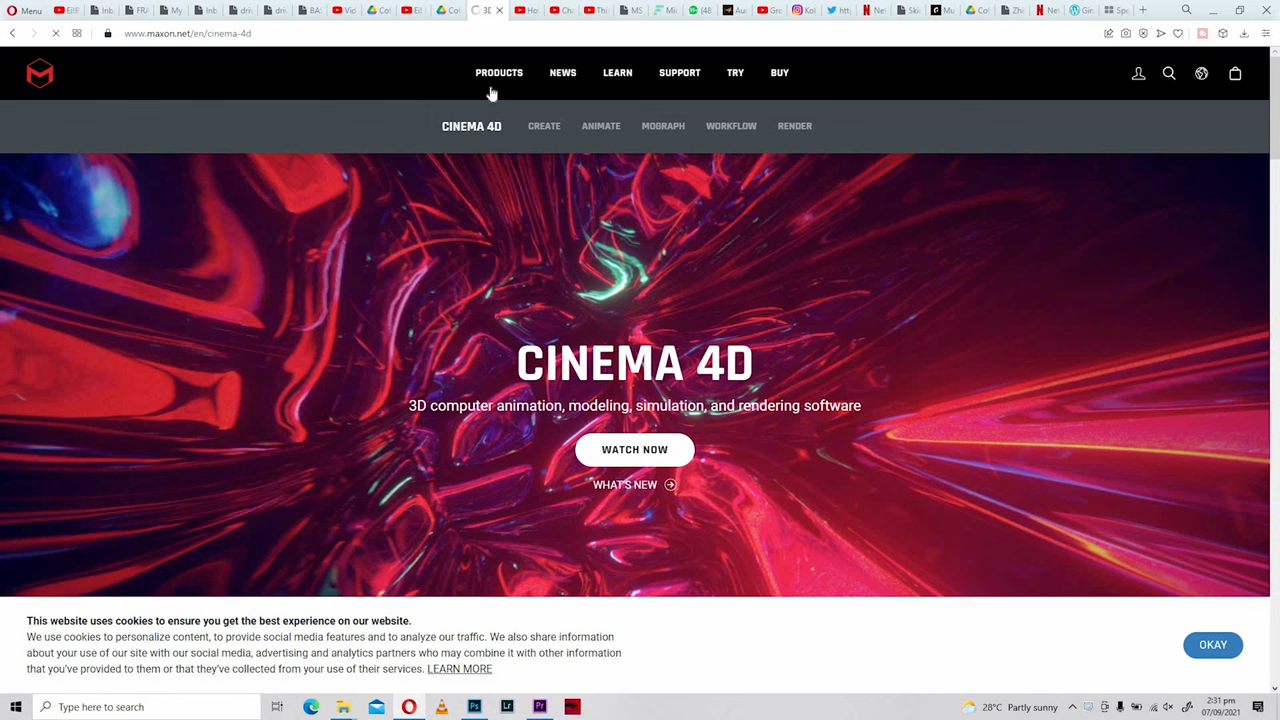 Menu
www.maxon.net/en/cinema-4d
PRODUCTS NEWS LEARN SUPPORT TRY BUY
CINEMA 4D CREATE ANIMATE MOGRAPH WORKFLOW RENDER
CINEMA 4D
3D computer animation, modeling, simulation, and rendering software
WATCH NOW
WHAT'S NEW
This website uses cookies to ensure you get the best experience on our website.
We use cookies to personalize content, to provide social media features and to analyze our traffic. We also share information
about your use of our site with our social media, advertising and analytics partners who may combine it with other information
that you've provided to them or that they've collected from your use of their services. LEARN MORE
OKAY
Type here to search
Ps Lr Pr
28°C Partly sunny
2:31 pm
07/09/2021